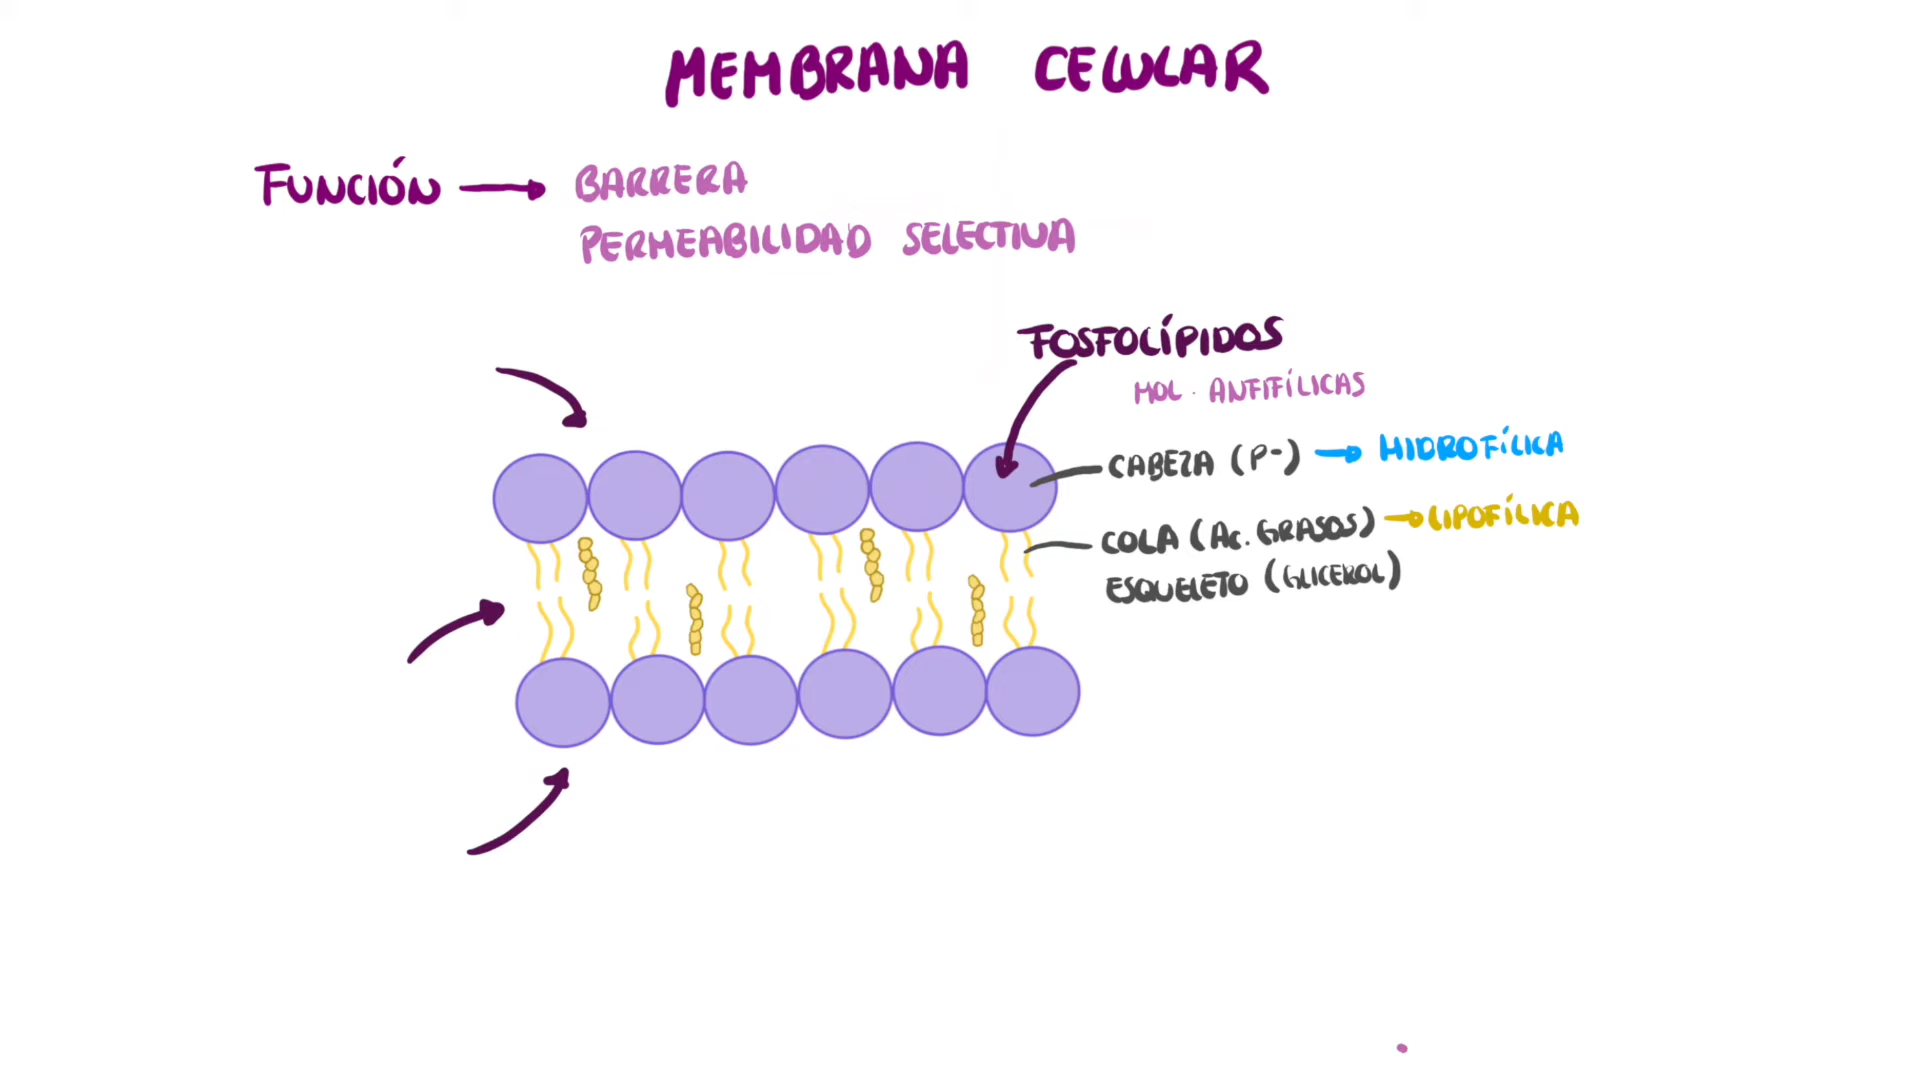 MEMBRANA CELULAR
FUNCIÓN → BARRERA
PERMEABILIDAD SELECTIVA
FOSFOLÍPIDOS
MOL. ANFIFÍLICAS
CABEZA (P-) → HIDROFÍLICA
COLA (AC. GRASOS) → LIPOFÍLICA
ESQUELETO (GLICEROL)